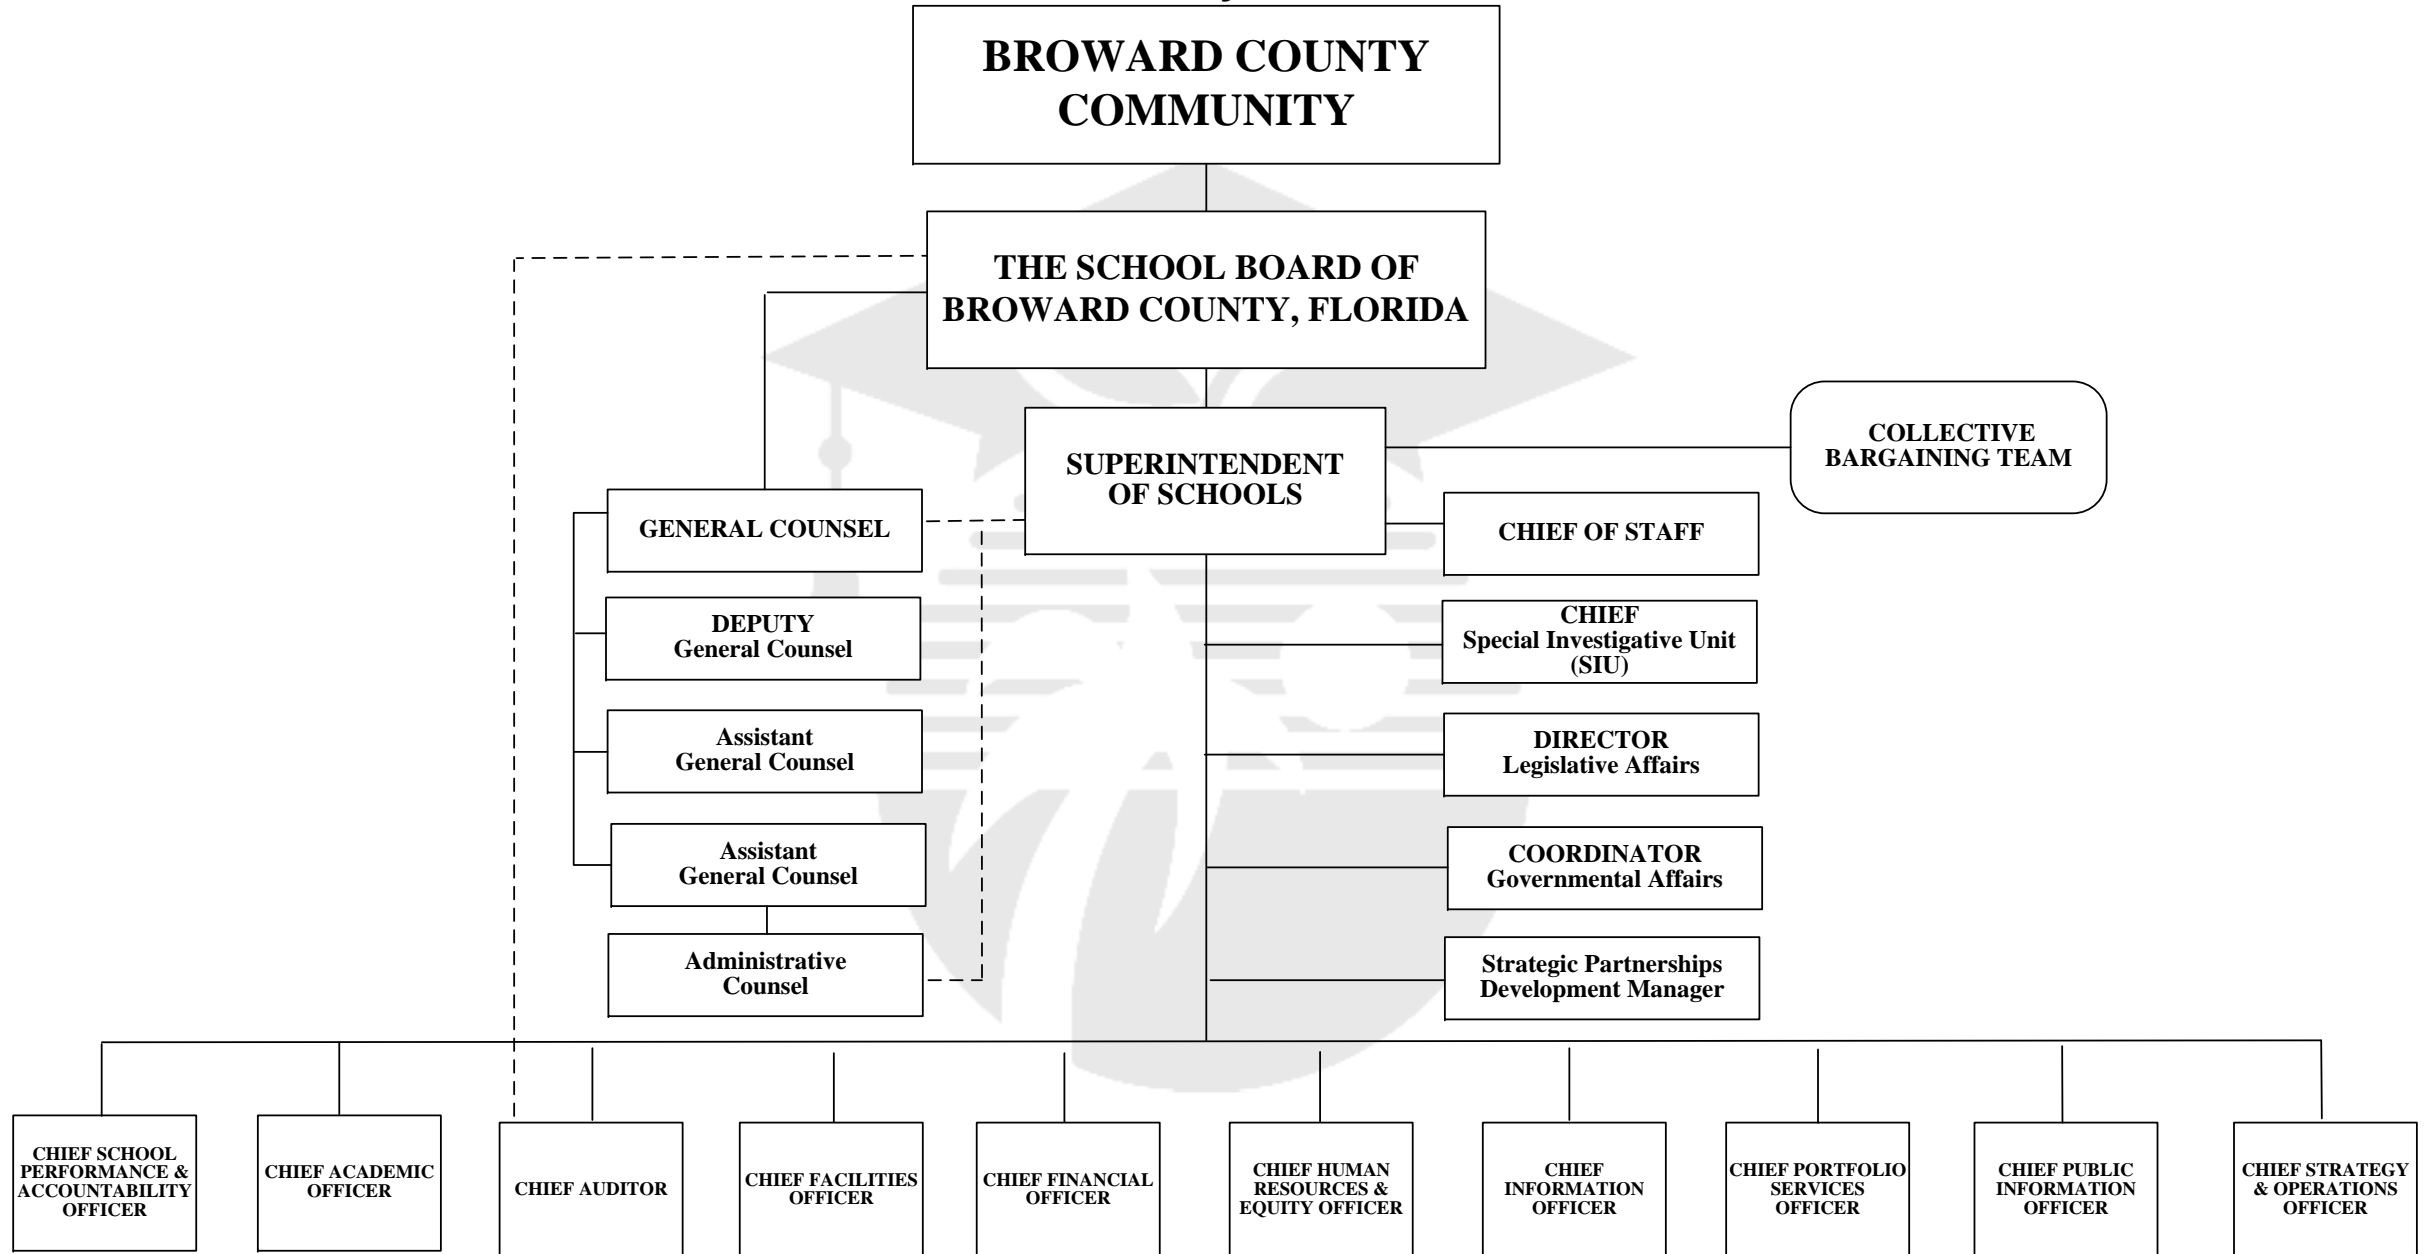 BROWARD COUNTY
COMMUNITY
THE SCHOOL BOARD OF
BROWARD COUNTY, FLORIDA
SUPERINTENDENT
OF SCHOOLS
COLLECTIVE
BARGAINING TEAM
GENERAL COUNSEL
CHIEF OF STAFF
DEPUTY
General Counsel
CHIEF
Special Investigative Unit
(SIU)
Assistant
General Counsel
DIRECTOR
Legislative Affairs
Assistant
General Counsel
COORDINATOR
Governmental Affairs
Administrative
Counsel
Strategic Partnerships
Development Manager
CHIEF SCHOOL
PERFORMANCE &
ACCOUNTABILITY
OFFICER
CHIEF ACADEMIC
OFFICER
CHIEF AUDITOR
CHIEF FACILITIES
OFFICER
CHIEF FINANCIAL
OFFICER
CHIEF HUMAN
RESOURCES &
EQUITY OFFICER
CHIEF
INFORMATION
OFFICER
CHIEF PORTFOLIO
SERVICES
OFFICER
CHIEF PUBLIC
INFORMATION
OFFICER
CHIEF STRATEGY
& OPERATIONS
OFFICER